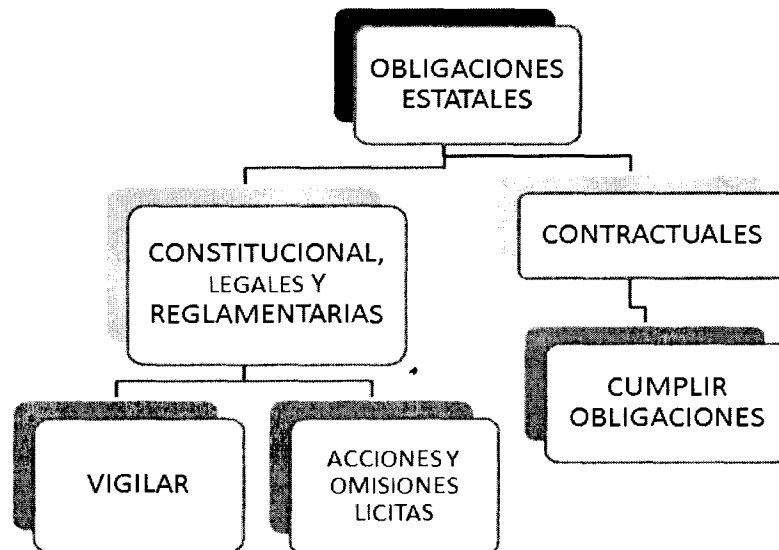 OBLIGACIONES
ESTATALES
CONSTITUCIONAL,
LEGALES Y
REGLAMENTARIAS
CONTRACTUALES
VIGILAR
ACCIONES Y
OMISIONES
LICITAS
CUMPLIR
OBLIGACIONES